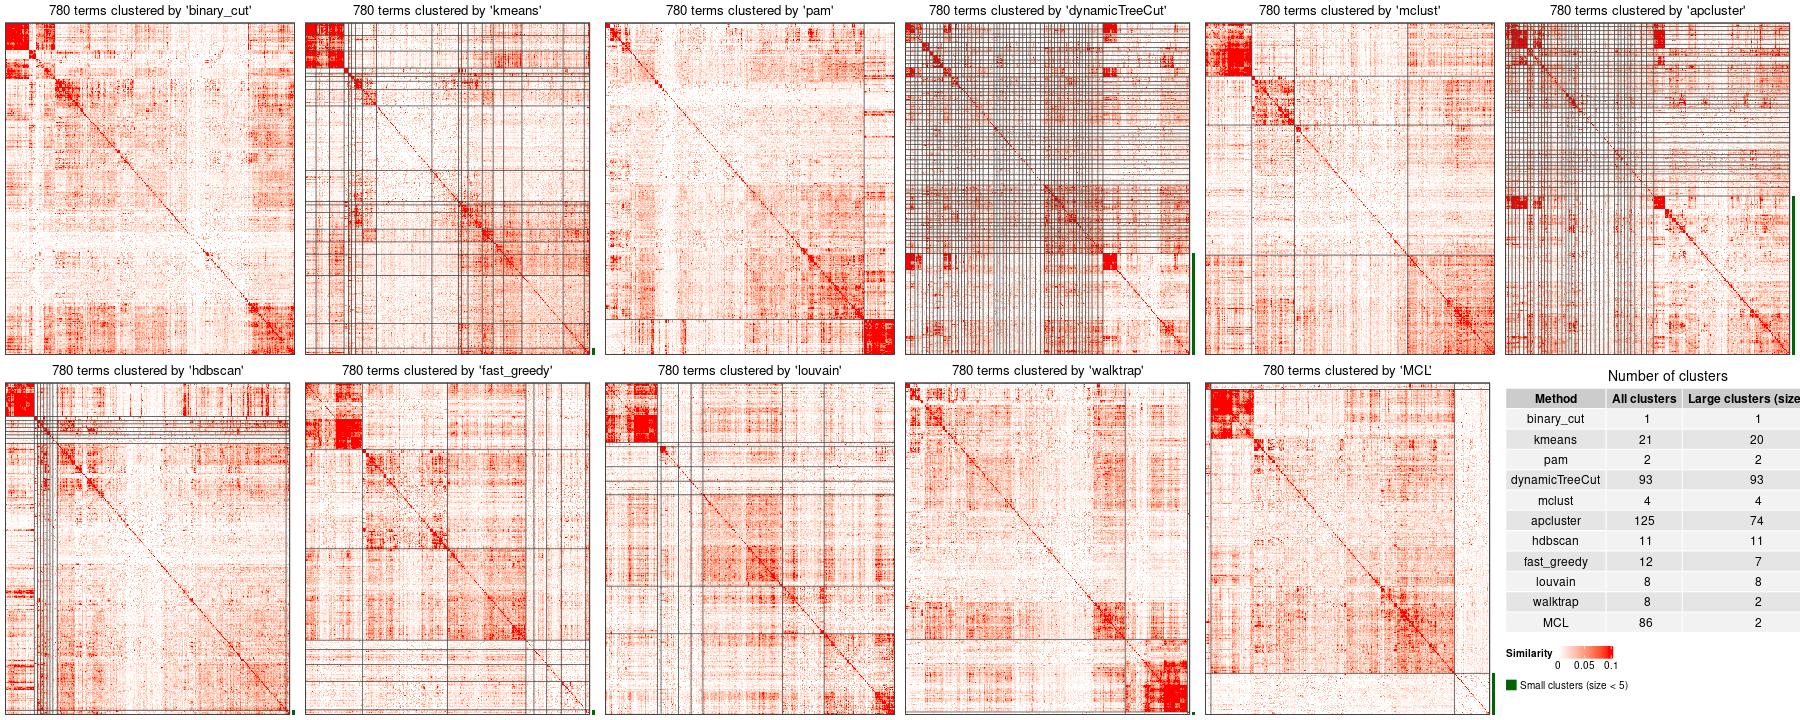 780 terms clustered by 'binary_cut'
780 terms clustered by 'kmeans'
780 terms clustered by 'pam'
780 terms clustered by 'dynamicTreeCut'
780 terms clustered by 'mclust'
780 terms clustered by 'apcluster'
780 terms clustered by 'hdbscan'
780 terms clustered by 'fast_greedy'
780 terms clustered by 'louvain'
780 terms clustered by 'walktrap'
780 terms clustered by 'MCL'
Number of clusters
Method All clusters Large clusters (size
binary_cut 1 1
kmeans 21 20
pam 2 2
dynamicTreeCut 93 93
mclust 4 4
apcluster 125 74
hdbscan 11 11
fast_greedy 12 7
louvain 8 8
walktrap 8 2
MCL 86 2
Similarity
0 0.05 0.1
Small clusters (size < 5)